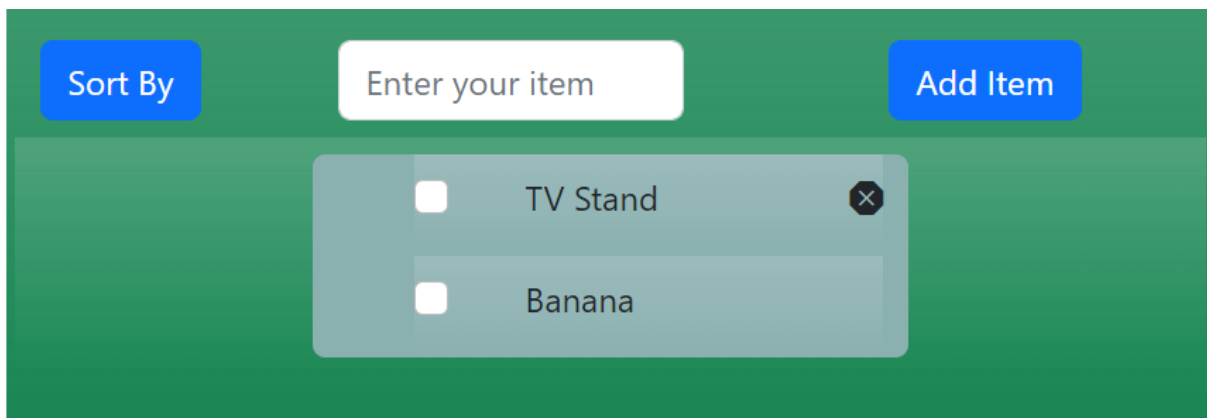 Sort By
Enter your item
Add Item
TV Stand
Banana